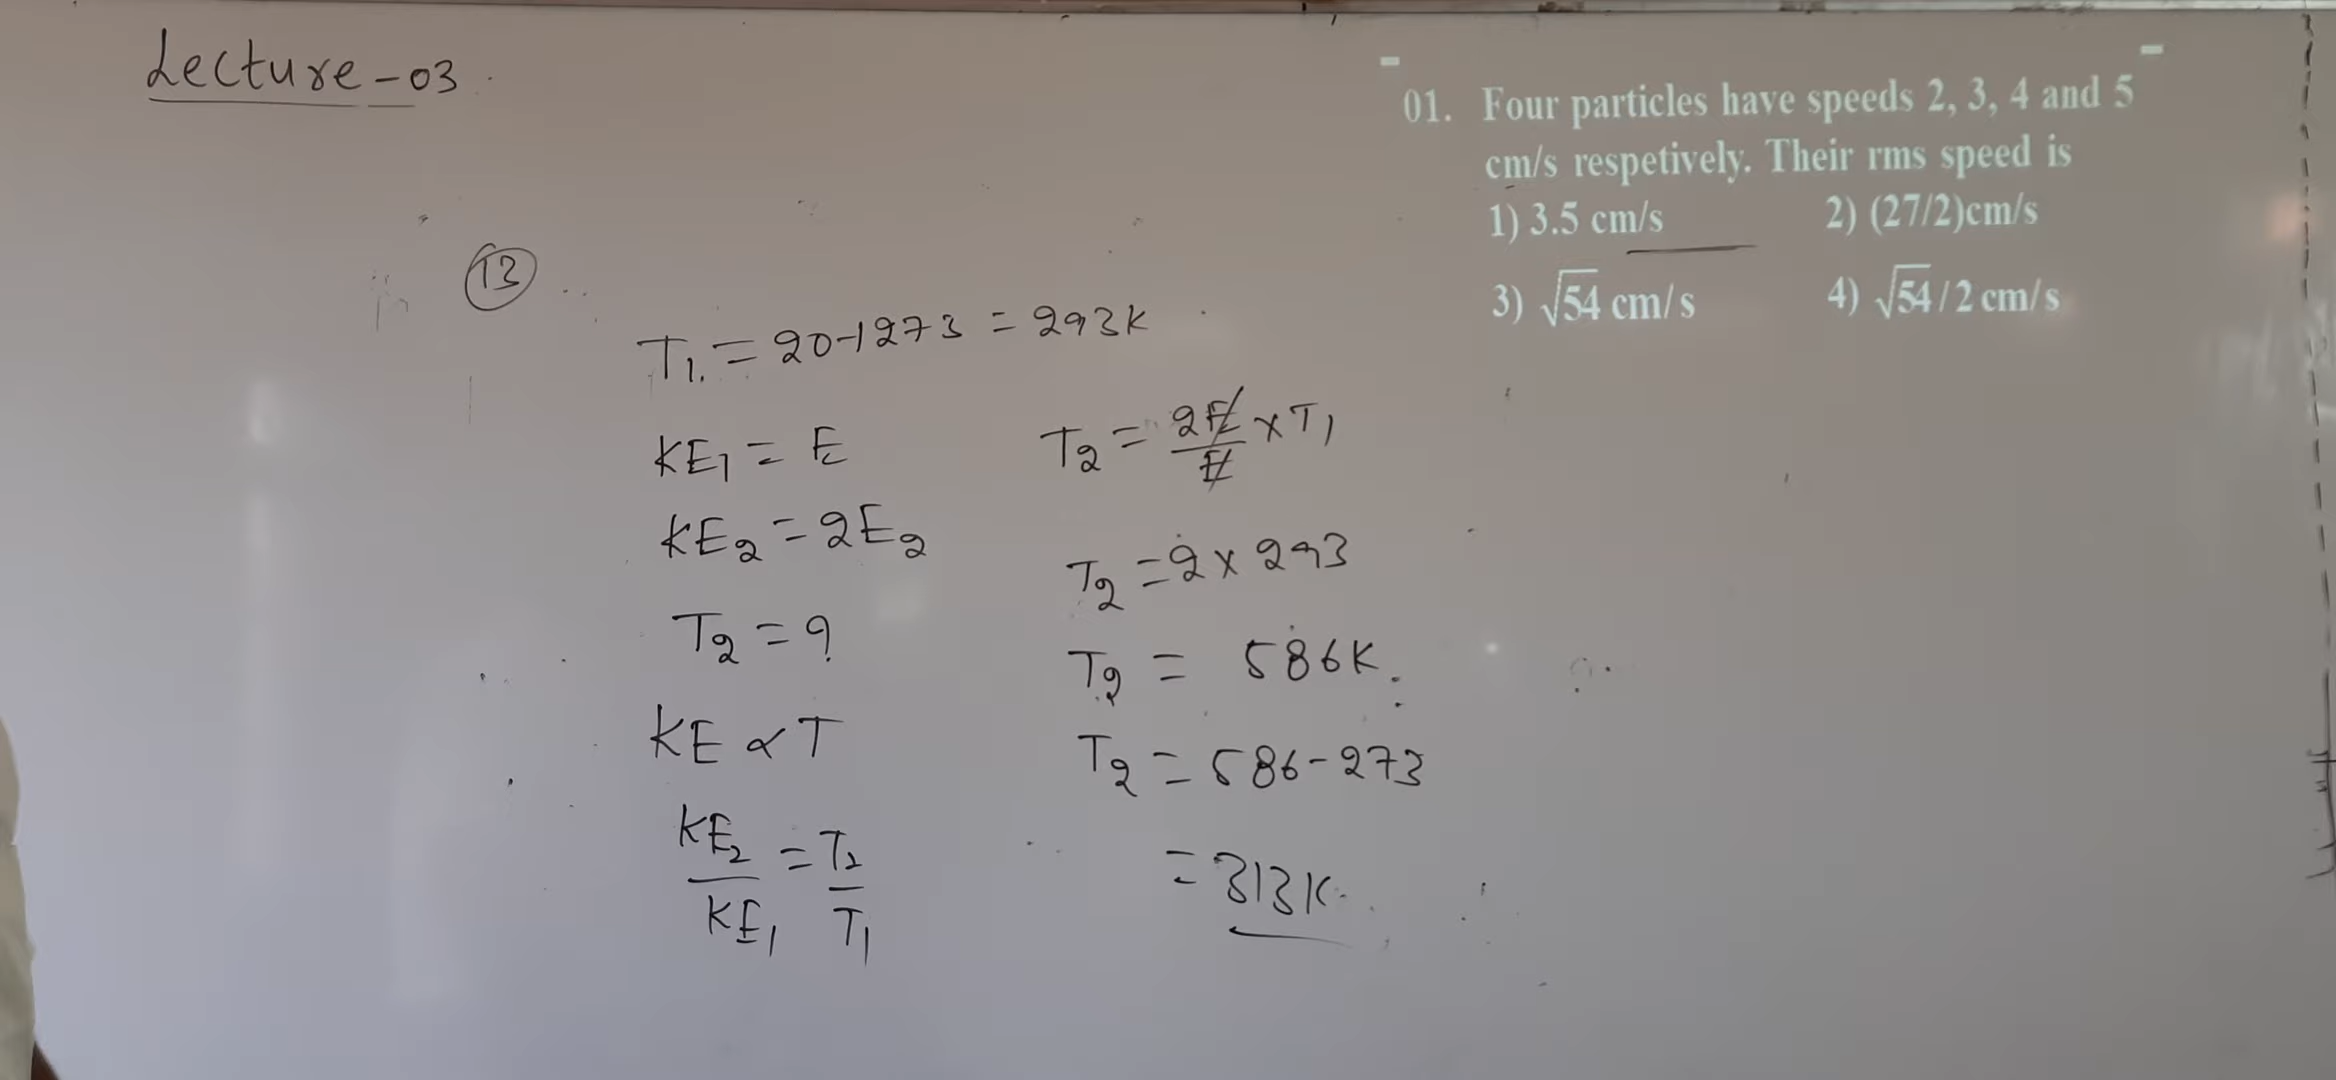 Lecture-03
01. Four particles have speeds 2, 3, 4 and 5
cm/s respetively. Their rms speed is
1) 3.5 cm/s 2) (27/2)cm/s
3) √54 cm/s 4) √54/2 cm/s
13
T₁ = 20+273 = 293K
KE₁ = E
KE₂ = 2E₂
T₂ = ?
KE ∝ T
KE₂/KE₁ = T₂/T₁
T₂ = 2E/E × T₁
T₂ = 2 × 293
T₂ = 586K.
T₂ = 586-273
= 313K.